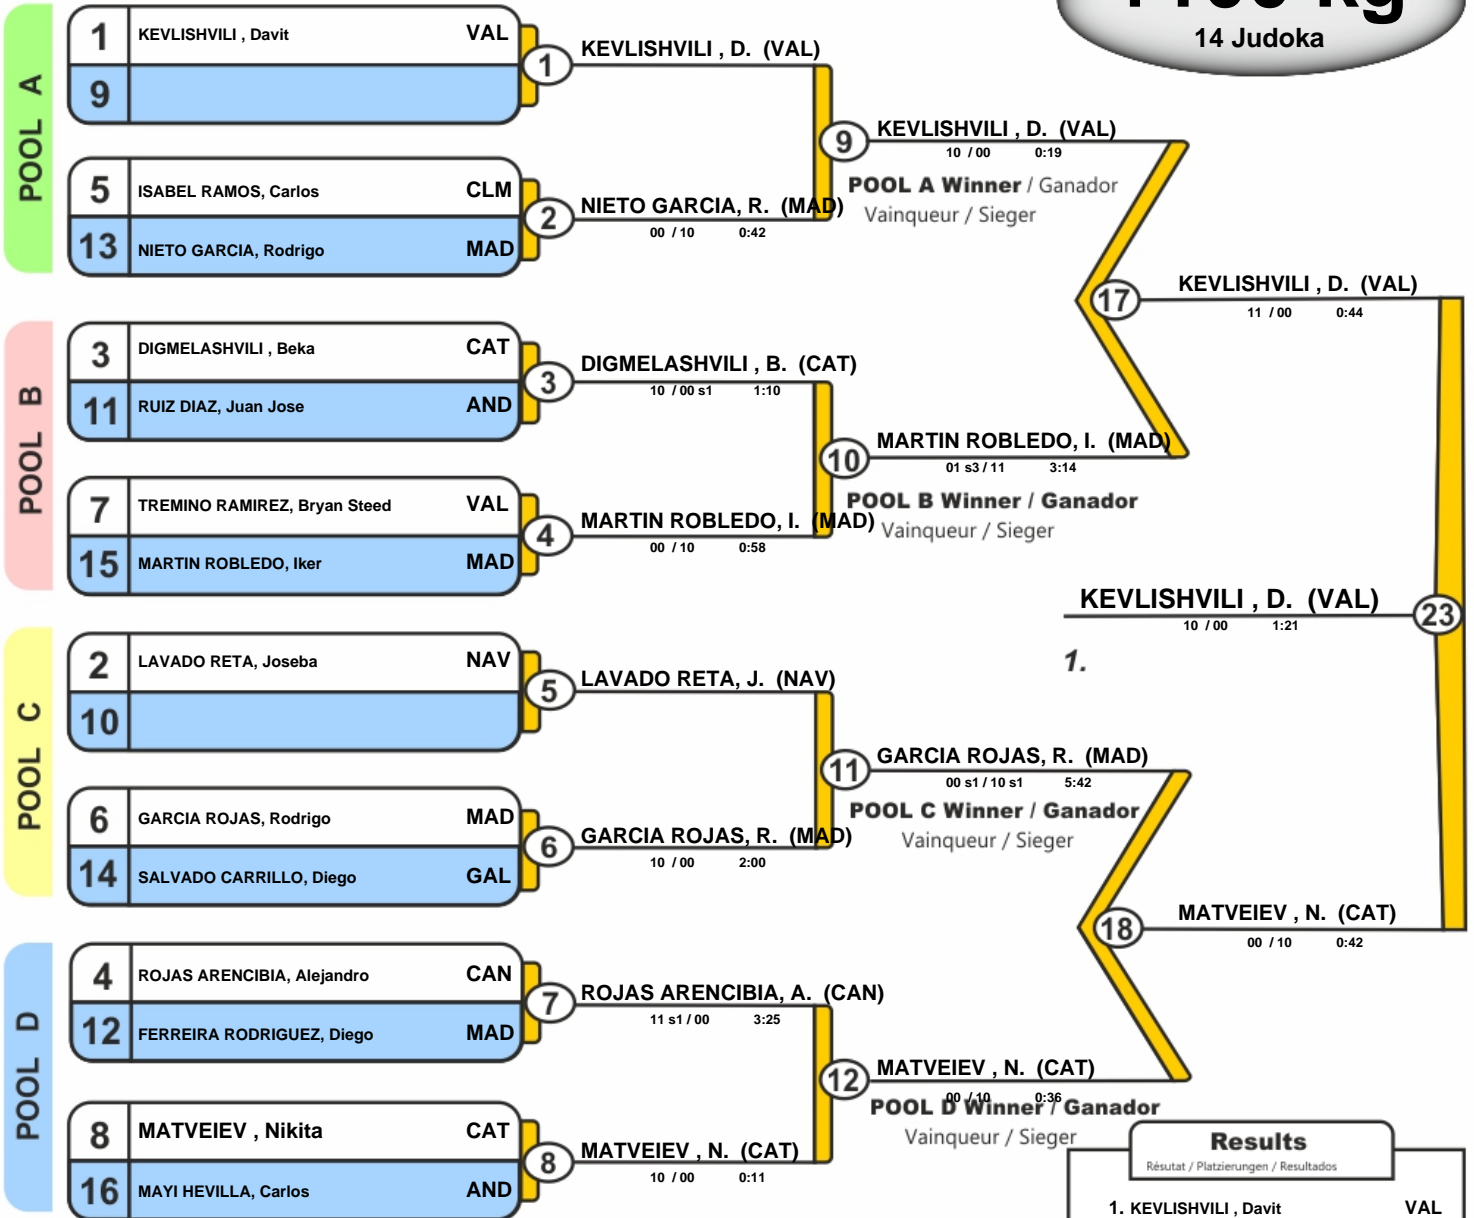 14 Judoka
POOL A
1 KEVLISHVILI , Davit VAL
9
1
KEVLISHVILI , D. (VAL)
5 ISABEL RAMOS, Carlos CLM
13 NIETO GARCIA, Rodrigo MAD
2
NIETO GARCIA, R. (MAD)
00 / 10 0:42
9
KEVLISHVILI , D. (VAL)
10 / 00 0:19
POOL A Winner / Ganador
Vainqueur / Sieger
POOL B
3 DIGMELASHVILI , Beka CAT
11 RUIZ DIAZ, Juan Jose AND
3
DIGMELASHVILI , B. (CAT)
10 / 00 s1 1:10
7 TREMINO RAMIREZ, Bryan Steed VAL
15 MARTIN ROBLEDO, Iker MAD
4
MARTIN ROBLEDO, I. (MAD)
00 / 10 0:58
10
MARTIN ROBLEDO, I. (MAD)
01 s3 / 11 3:14
POOL B Winner / Ganador
Vainqueur / Sieger
17
KEVLISHVILI , D. (VAL)
11 / 00 0:44
POOL C
2 LAVADO RETA, Joseba NAV
10
5
LAVADO RETA, J. (NAV)
6 GARCIA ROJAS, Rodrigo MAD
14 SALVADO CARRILLO, Diego GAL
6
GARCIA ROJAS, R. (MAD)
10 / 00 2:00
11
GARCIA ROJAS, R. (MAD)
00 s1 / 10 s1 5:42
POOL C Winner / Ganador
Vainqueur / Sieger
POOL D
4 ROJAS ARENCIBIA, Alejandro CAN
12 FERREIRA RODRIGUEZ, Diego MAD
7
ROJAS ARENCIBIA, A. (CAN)
11 s1 / 00 3:25
8 MATVEIEV , Nikita CAT
16 MAYI HEVILLA, Carlos AND
8
MATVEIEV , N. (CAT)
10 / 00 0:11
12
MATVEIEV , N. (CAT)
00 / 10 0:36
POOL D Winner / Ganador
Vainqueur / Sieger
18
MATVEIEV , N. (CAT)
00 / 10 0:42
KEVLISHVILI , D. (VAL)
23
10 / 00 1:21
1.
Results
Résutat / Platzierungen / Resultados
1. KEVLISHVILI , Davit VAL